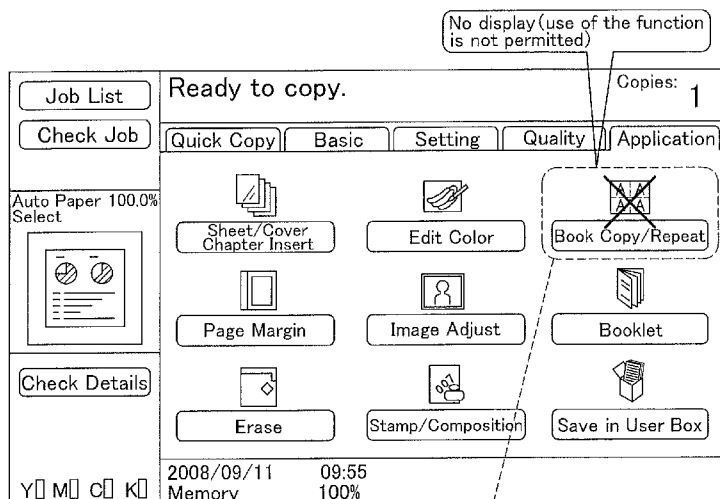 No display(use of the function
is not permitted)
Job List
Check Job
Ready to copy.
Copies: 1
Quick Copy
Basic
Setting
Quality
Application
Auto Paper 100.0%
Select
Sheet/Cover
Chapter Insert
Edit Color
A A
A A
Book Copy/Repeat
Page Margin
Image Adjust
Booklet
Check Details
007
Erase
Stamp/Composition
Save in User Box
2008/09/11 09:55
Memory 100%
Y M C K